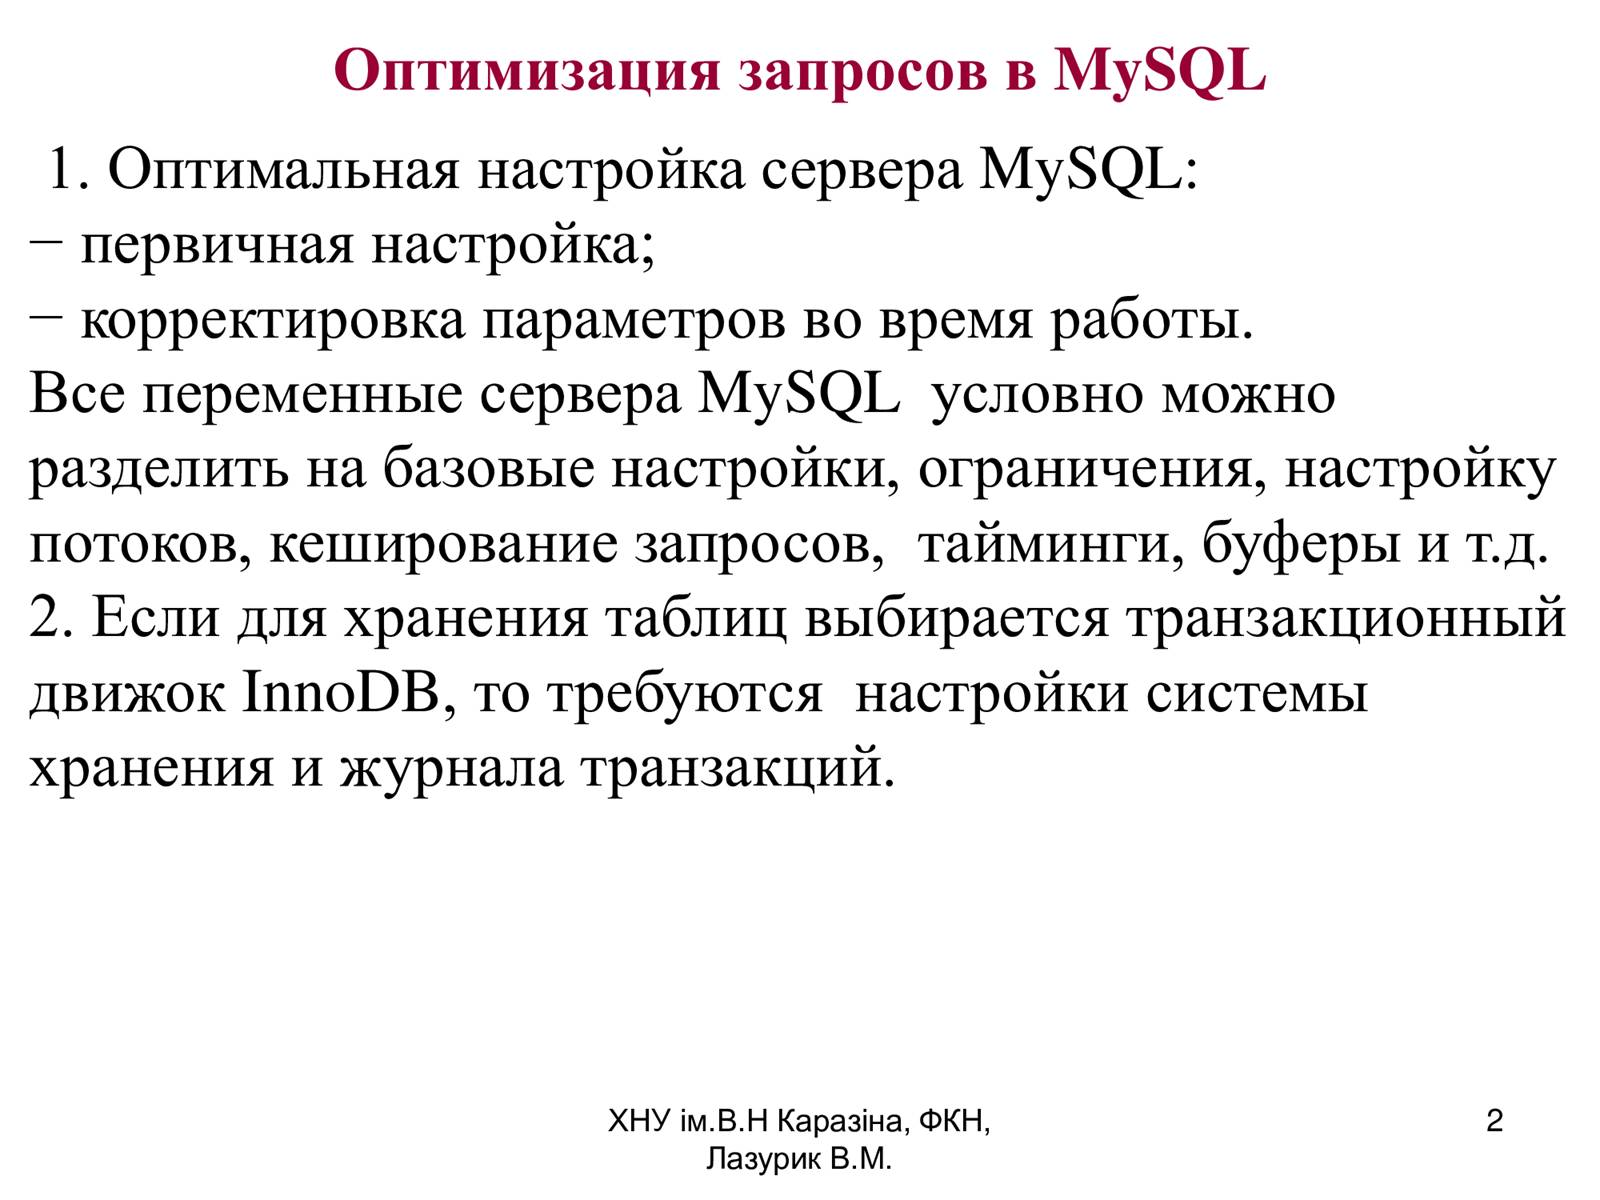 Оптимизация запросов в MySQL
1. Оптимальная настройка сервера MySQL:
− первичная настройка;
− корректировка параметров во время работы.
Все переменные сервера MySQL условно можно
разделить на базовые настройки, ограничения, настройку
потоков, кеширование запросов, тайминги, буферы и т.д.
2. Если для хранения таблиц выбирается транзакционный
движок InnoDB, то требуются настройки системы
хранения и журнала транзакций.
ХНУ ім.В.Н Каразіна, ФКН,
Лазурик В.М.
2